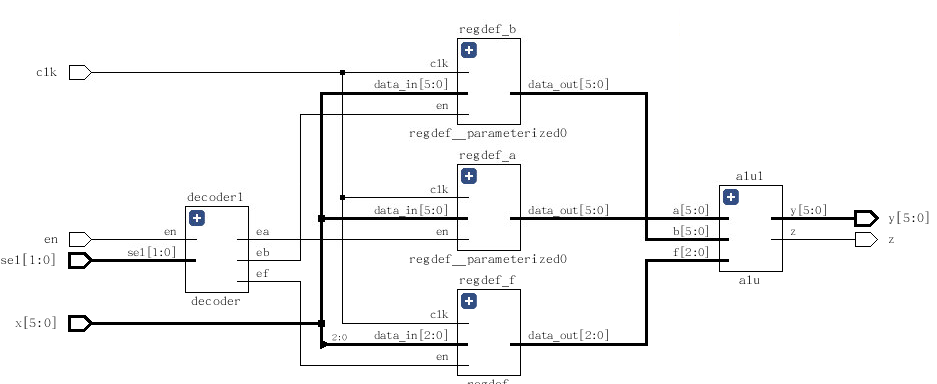 regdef_b
clk
clk
data_in[5:0]
data_out[5:0]
en
regdef__parameterized0
regdef_a
clk
alu1
decoder1
data_in[5:0]
data_out[5:0]
a[5:0]
y[5:0]
y[5:0]
en
en
ea
en
b[5:0]
z
z
sel[1:0]
sel[1:0]
eb
regdef__parameterized0
f[2:0]
ef
regdef_f
alu
decoder
clk
x[5:0]
2:0
data_in[2:0]
data_out[2:0]
en
regdef